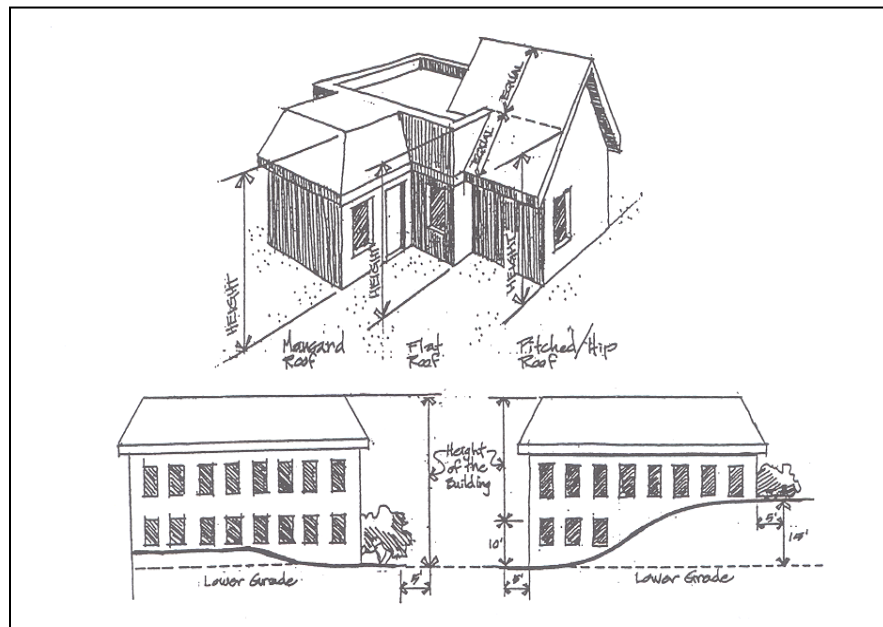 EQUAL
EQUAL
HEIGHT
HEIGHT
HEIGHT
Mansard
Roof
Flat
Roof
Pitched/Hip
Roof
Height
of the
Building
10'
5'
15'
Lower Grade
5'
5'
Lower Grade